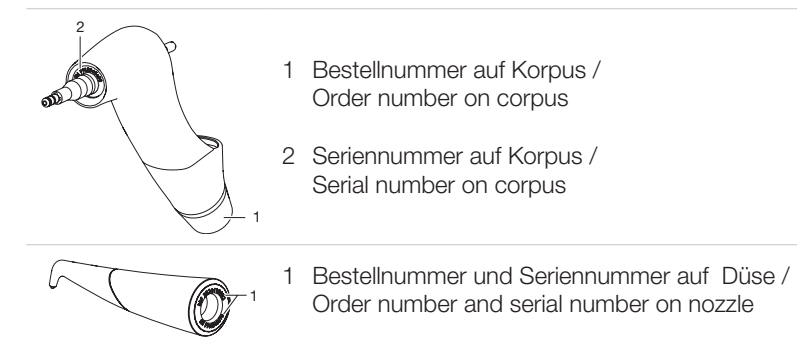 2
1 Bestellnummer auf Korpus /
Order number on corpus
2 Seriennummer auf Korpus /
Serial number on corpus
1
1 Bestellnummer und Seriennummer auf Düse /
Order number and serial number on nozzle
1